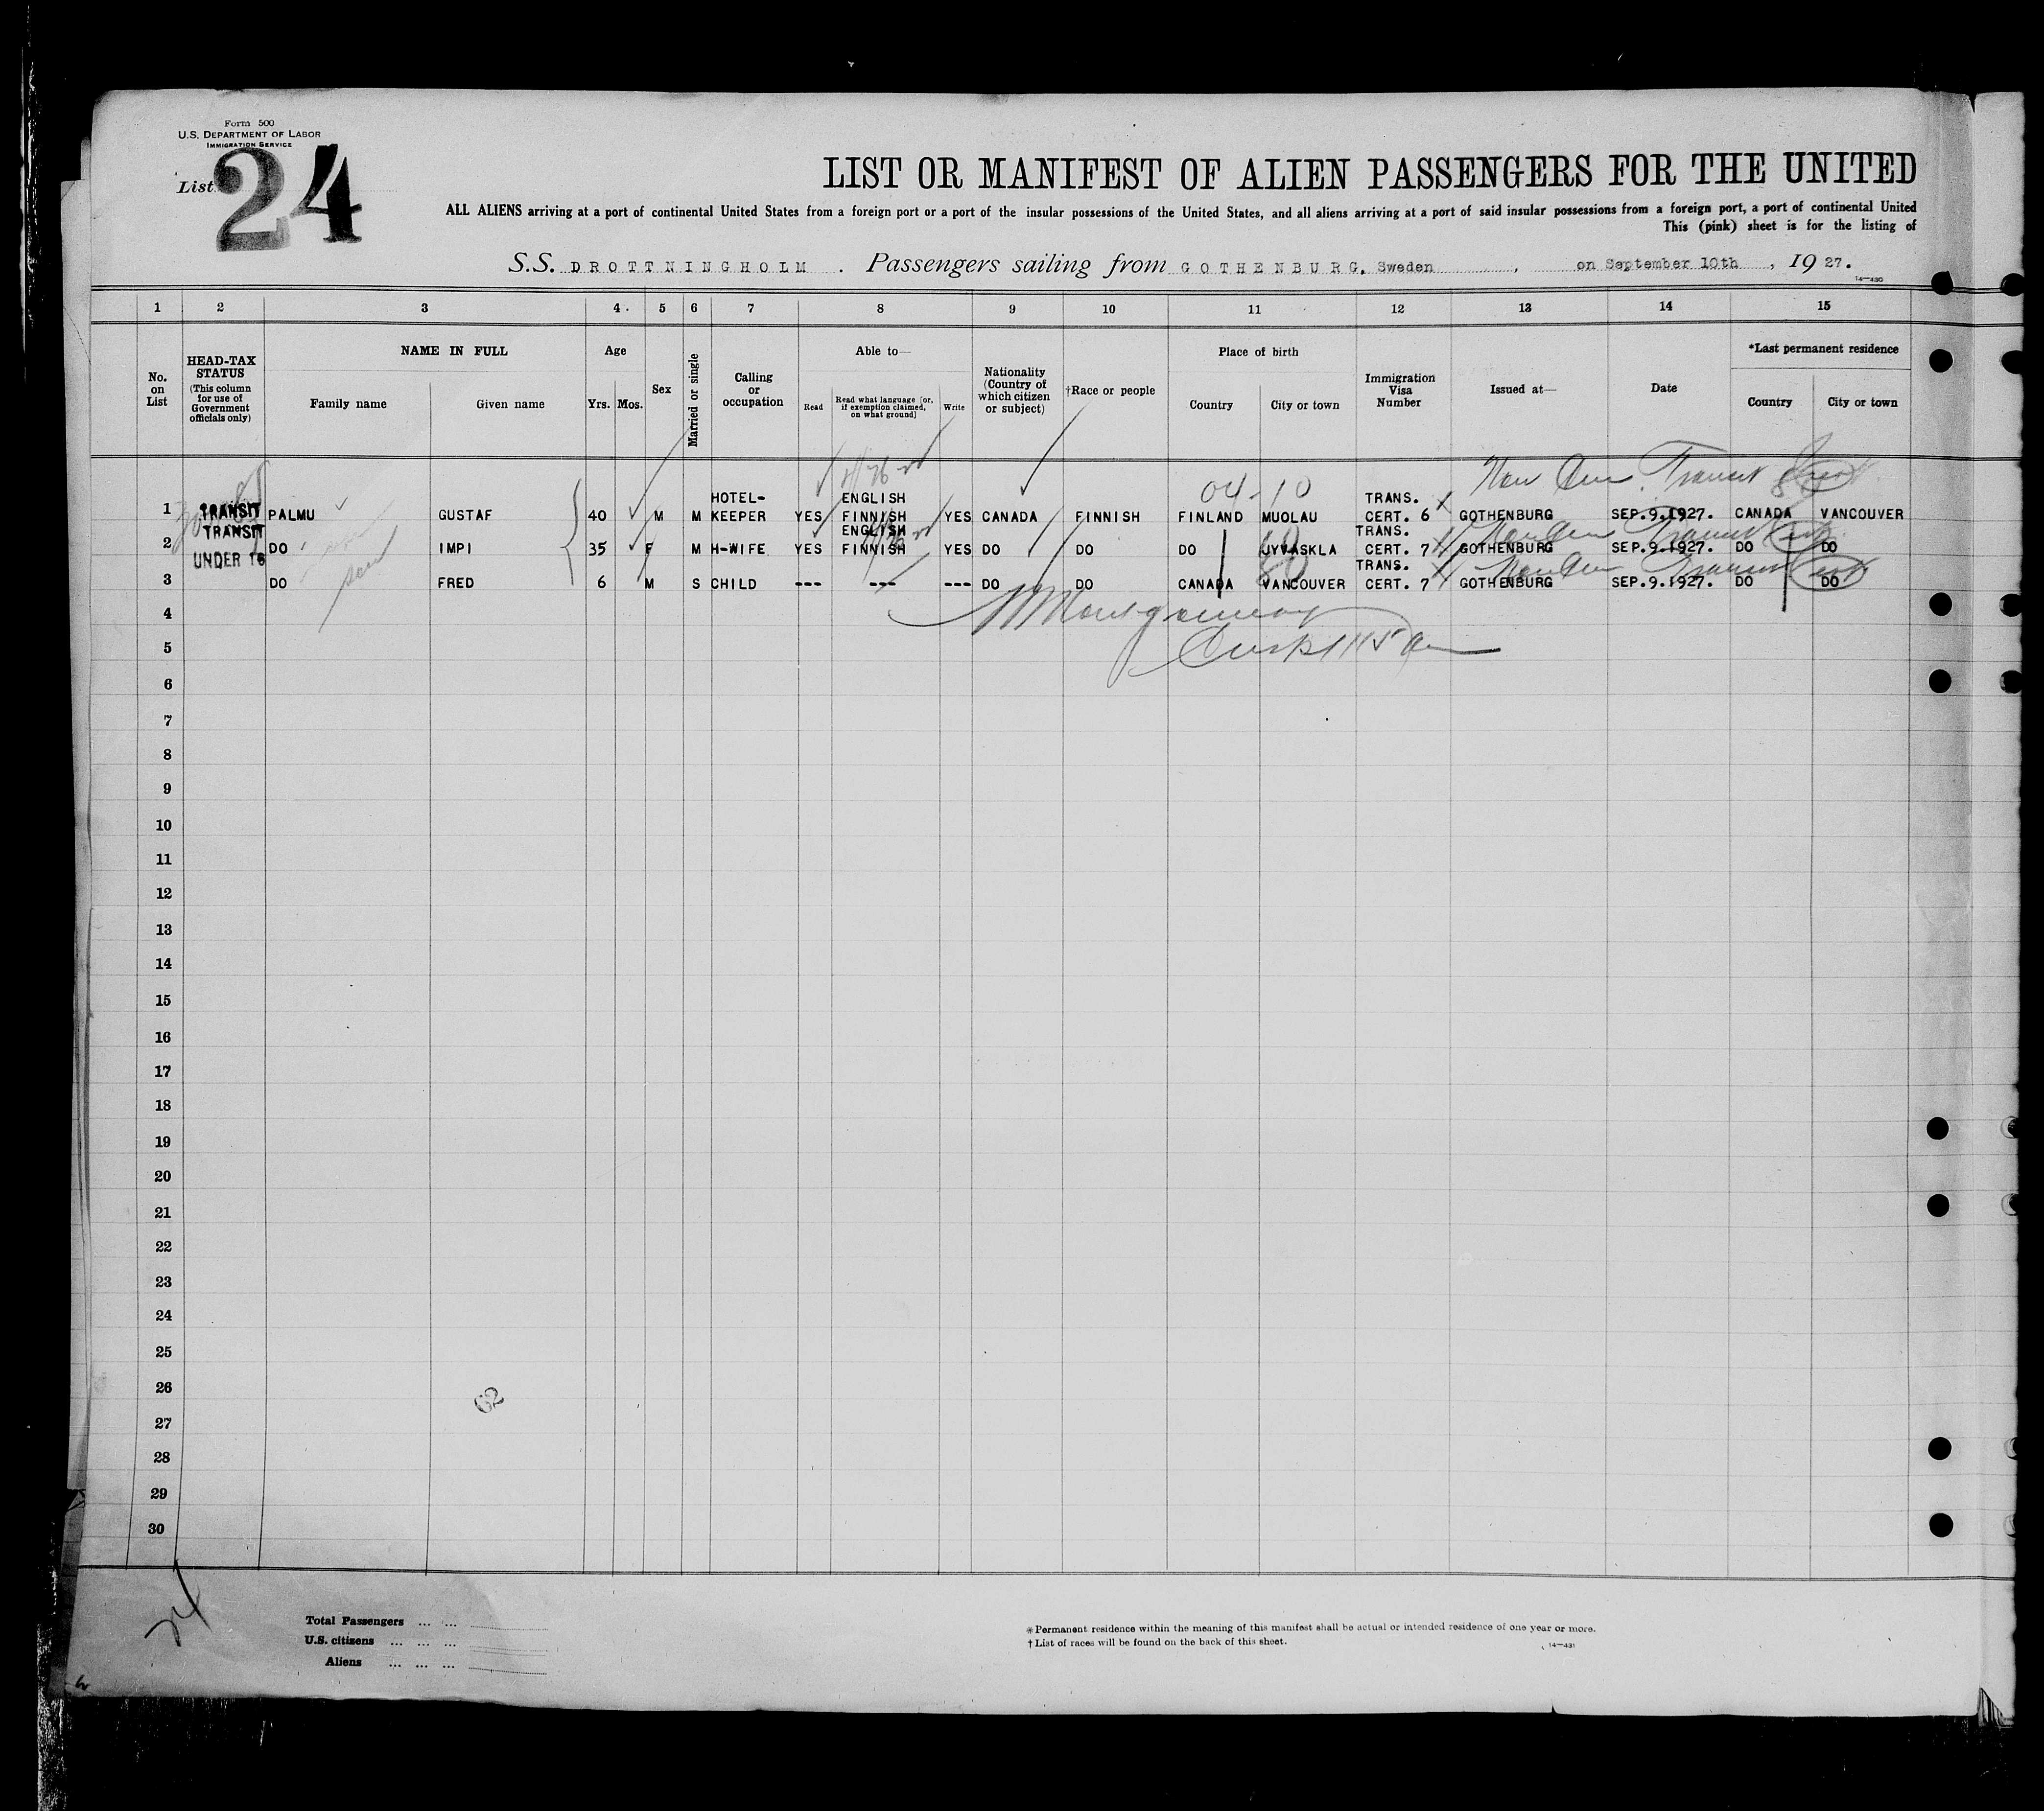 Form 500
U.S. DEPARTMENT OF LABOR
IMMIGRATION SERVICE
List 24
LIST OR MANIFEST OF ALIEN PASSENGERS FOR THE UNITED
ALL ALIENS arriving at a port of continental United States from a foreign port or a port of the insular possessions of the United States, and all aliens arriving at a port of said insular possessions from a foreign port, a port of continental United
This (pink) sheet is for the listing of
S.S. DROTTNINGHOLM. Passengers sailing from GOTHENBURG, Sweden, on September 10th, 1927.
14—430
1 2 3 4 5 6 7 8 9 10 11 12 13 14 15
No. on List
HEAD-TAX STATUS (This column for use of Government officials only)
NAME IN FULL
Family name Given name
Age
Yrs. Mos.
Sex
Married or single
Calling or occupation
Able to—
Read Read what language [or, if exemption claimed, on what ground] Write
Nationality (Country of which citizen or subject)
†Race or people
Place of birth
Country City or town
Immigration Visa Number
Issued at—
Date
*Last permanent residence
Country City or town
04-10
1 TRANSIT PALMU GUSTAF 40 M M HOTEL-KEEPER YES ENGLISH FINNISH YES CANADA FINNISH FINLAND MUOLAU TRANS. CERT. 6 GOTHENBURG SEP.9.1927. CANADA VANCOUVER
2 TRANSIT DO IMPI 35 F M H-WIFE YES ENGLISH FINNISH YES DO DO DO JYVASKLA TRANS. CERT. 7 GOTHENBURG SEP.9.1927. DO DO
3 UNDER 16 DO FRED 6 M S CHILD --- --- --- DO DO CANADA VANCOUVER TRANS. CERT. 7 GOTHENBURG SEP.9.1927. DO DO
4
5
6
7
8
9
10
11
12
13
14
15
16
17
18
19
20
21
22
23
24
25
26
62
27
28
29
30
24
Total Passengers ... ...
U.S. citizens ... ... ...
Aliens ... ... ...
* Permanent residence within the meaning of this manifest shall be actual or intended residence of one year or more.
† List of races will be found on the back of this sheet.
14—431